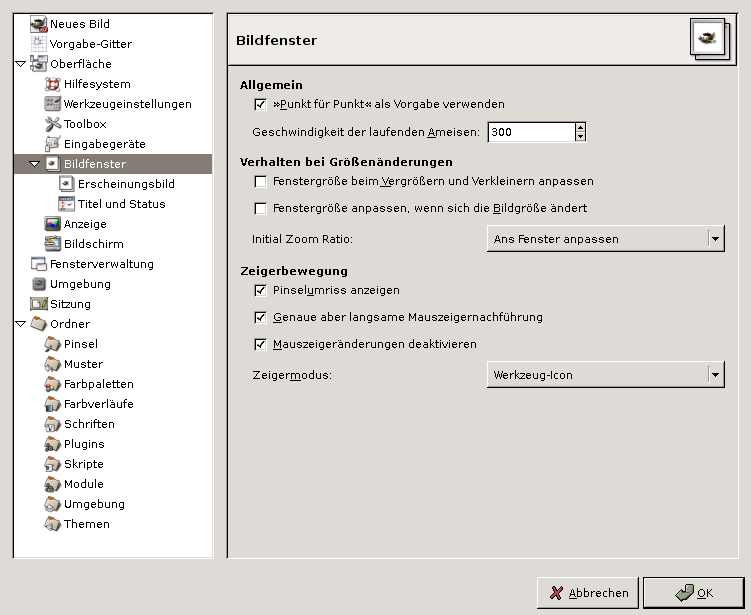 Neues Bild
Vorgabe-Gitter
Oberfläche
Hilfesystem
Werkzeugeinstellungen
Toolbox
Eingabegeräte
Bildfenster
Erscheinungsbild
Titel und Status
Anzeige
Bildschirm
Fensterverwaltung
Umgebung
Sitzung
Ordner
Pinsel
Muster
Farbpaletten
Farbverläufe
Schriften
Plugins
Skripte
Module
Umgebung
Themen
Bildfenster
Allgemein
»Punkt für Punkt« als Vorgabe verwenden
Geschwindigkeit der laufenden Ameisen: 300
Verhalten bei Größenänderungen
Fenstergröße beim Vergrößern und Verkleinern anpassen
Fenstergröße anpassen, wenn sich die Bildgröße ändert
Initial Zoom Ratio: Ans Fenster anpassen
Zeigerbewegung
Pinselumriss anzeigen
Genaue aber langsame Mauszeigernachführung
Mauszeigeränderungen deaktivieren
Zeigermodus: Werkzeug-Icon
Abbrechen OK